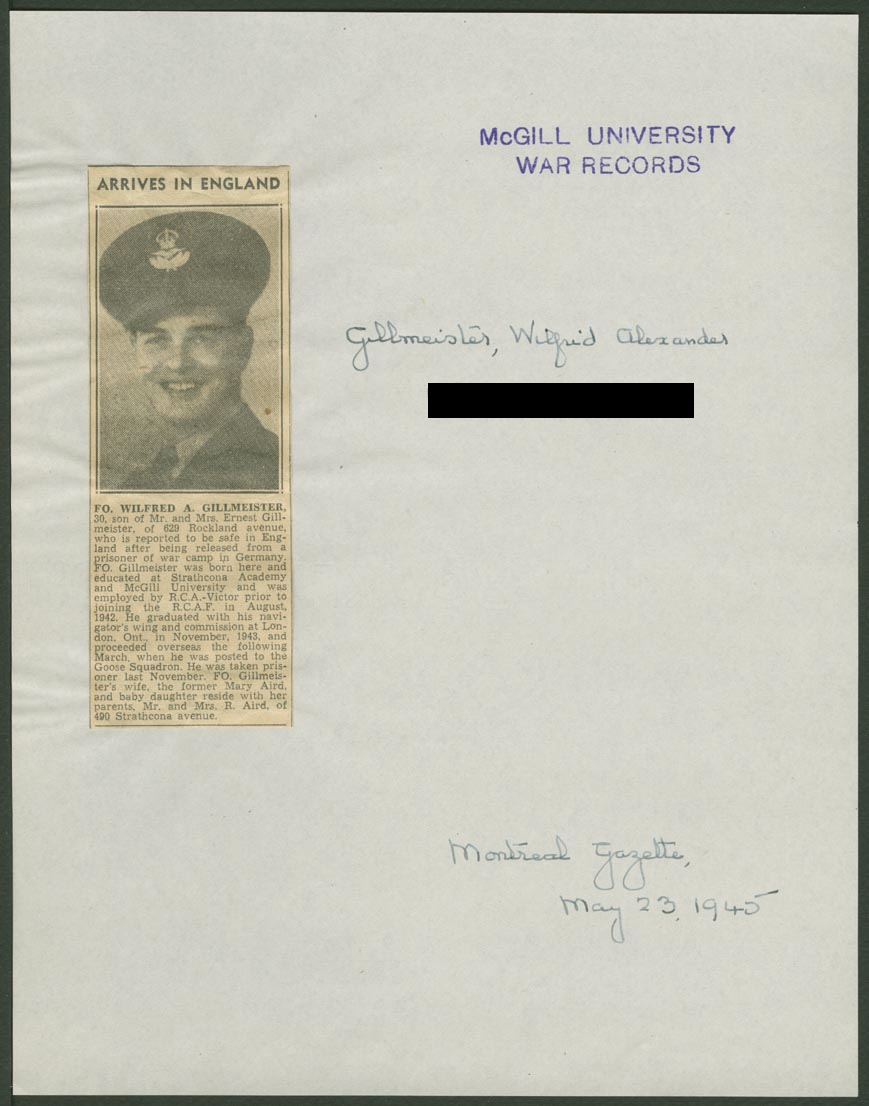 McGILL UNIVERSITY
WAR RECORDS
ARRIVES IN ENGLAND
Gillmeister, Wilfrid Alexander
FO. WILFRED A. GILLMEISTER,
30, son of Mr. and Mrs. Ernest Gill-
meister, of 629 Rockland avenue,
who is reported to be safe in Eng-
land after being released from a
prisoner of war camp in Germany.
FO. Gillmeister was born here and
educated at Strathcona Academy
and McGill University and was
employed by R.C.A.-Victor prior to
joining the R.C.A.F. in August,
1942. He graduated with his navi-
gator's wing and commission at Lon-
don, Ont., in November, 1943, and
proceeded overseas the following
March, when he was posted to the
Goose Squadron. He was taken pris-
oner last November. FO. Gillmeis-
ter's wife, the former Mary Aird,
and baby daughter reside with her
parents, Mr. and Mrs. R. Aird, of
490 Strathcona avenue.
Montreal Gazette,
May 23, 1945